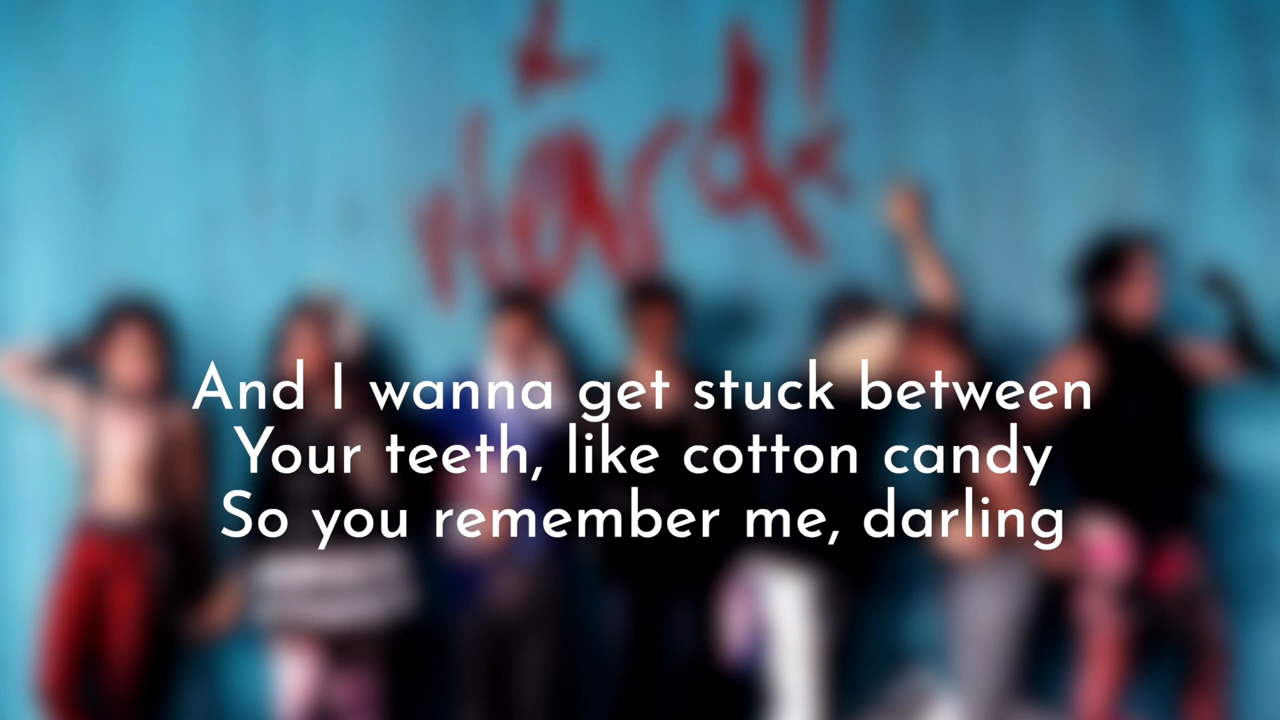 And I wanna get stuck between
Your teeth, like cotton candy
So you remember me, darling